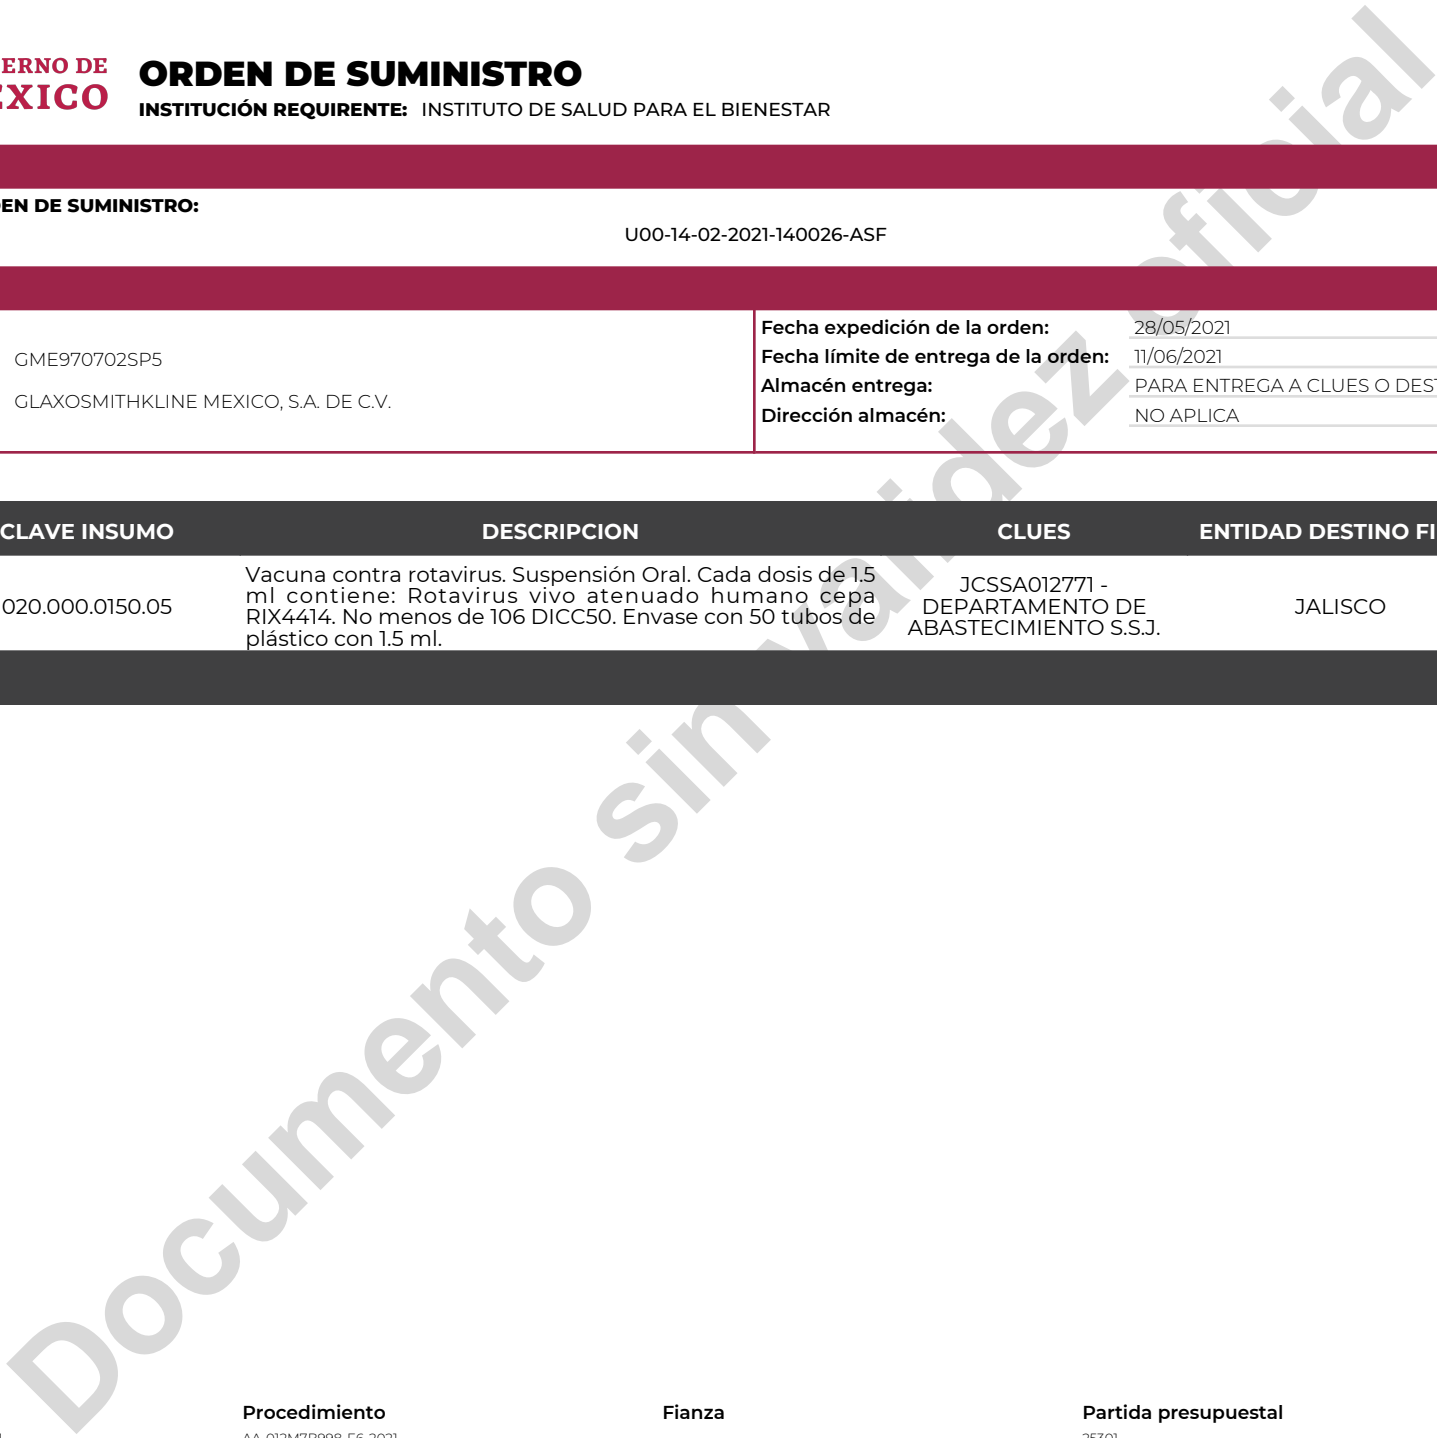 ERNO DE
EXICO
ORDEN DE SUMINISTRO
INSTITUCIÓN REQUIRENTE: INSTITUTO DE SALUD PARA EL BIENESTAR
EN DE SUMINISTRO:
U00-14-02-2021-140026-ASF
GME970702SP5
GLAXOSMITHKLINE MEXICO, S.A. DE C.V.
Fecha expedición de la orden: 28/05/2021
Fecha límite de entrega de la orden: 11/06/2021
Almacén entrega: PARA ENTREGA A CLUES O DEST
Dirección almacén: NO APLICA
CLAVE INSUMO DESCRIPCION CLUES ENTIDAD DESTINO FI
020.000.0150.05
Vacuna contra rotavirus. Suspensión Oral. Cada dosis de 1.5
ml contiene: Rotavirus vivo atenuado humano cepa
RIX4414. No menos de 106 DICC50. Envase con 50 tubos de
plástico con 1.5 ml.
JCSSA012771 -
DEPARTAMENTO DE
ABASTECIMIENTO S.S.J.
JALISCO
Documento sin validez oficial
Procedimiento Fianza Partida presupuestal